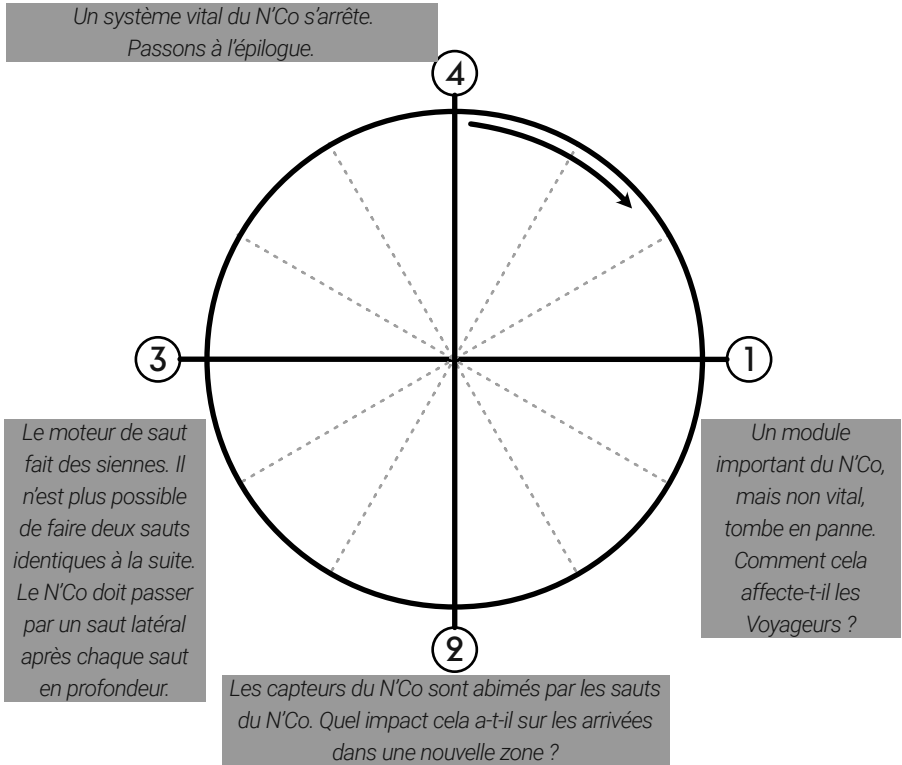 Un système vital du N'Co s'arrête.
Passons à l'épilogue.
4
3
1
Le moteur de saut
fait des siennes. Il
n'est plus possible
de faire deux sauts
identiques à la suite.
Le N'Co doit passer
par un saut latéral
après chaque saut
en profondeur.
Un module
important du N'Co,
mais non vital,
tombe en panne.
Comment cela
affecte-t-il les
Voyageurs ?
2
Les capteurs du N'Co sont abimés par les sauts
du N'Co. Quel impact cela a-t-il sur les arrivées
dans une nouvelle zone ?